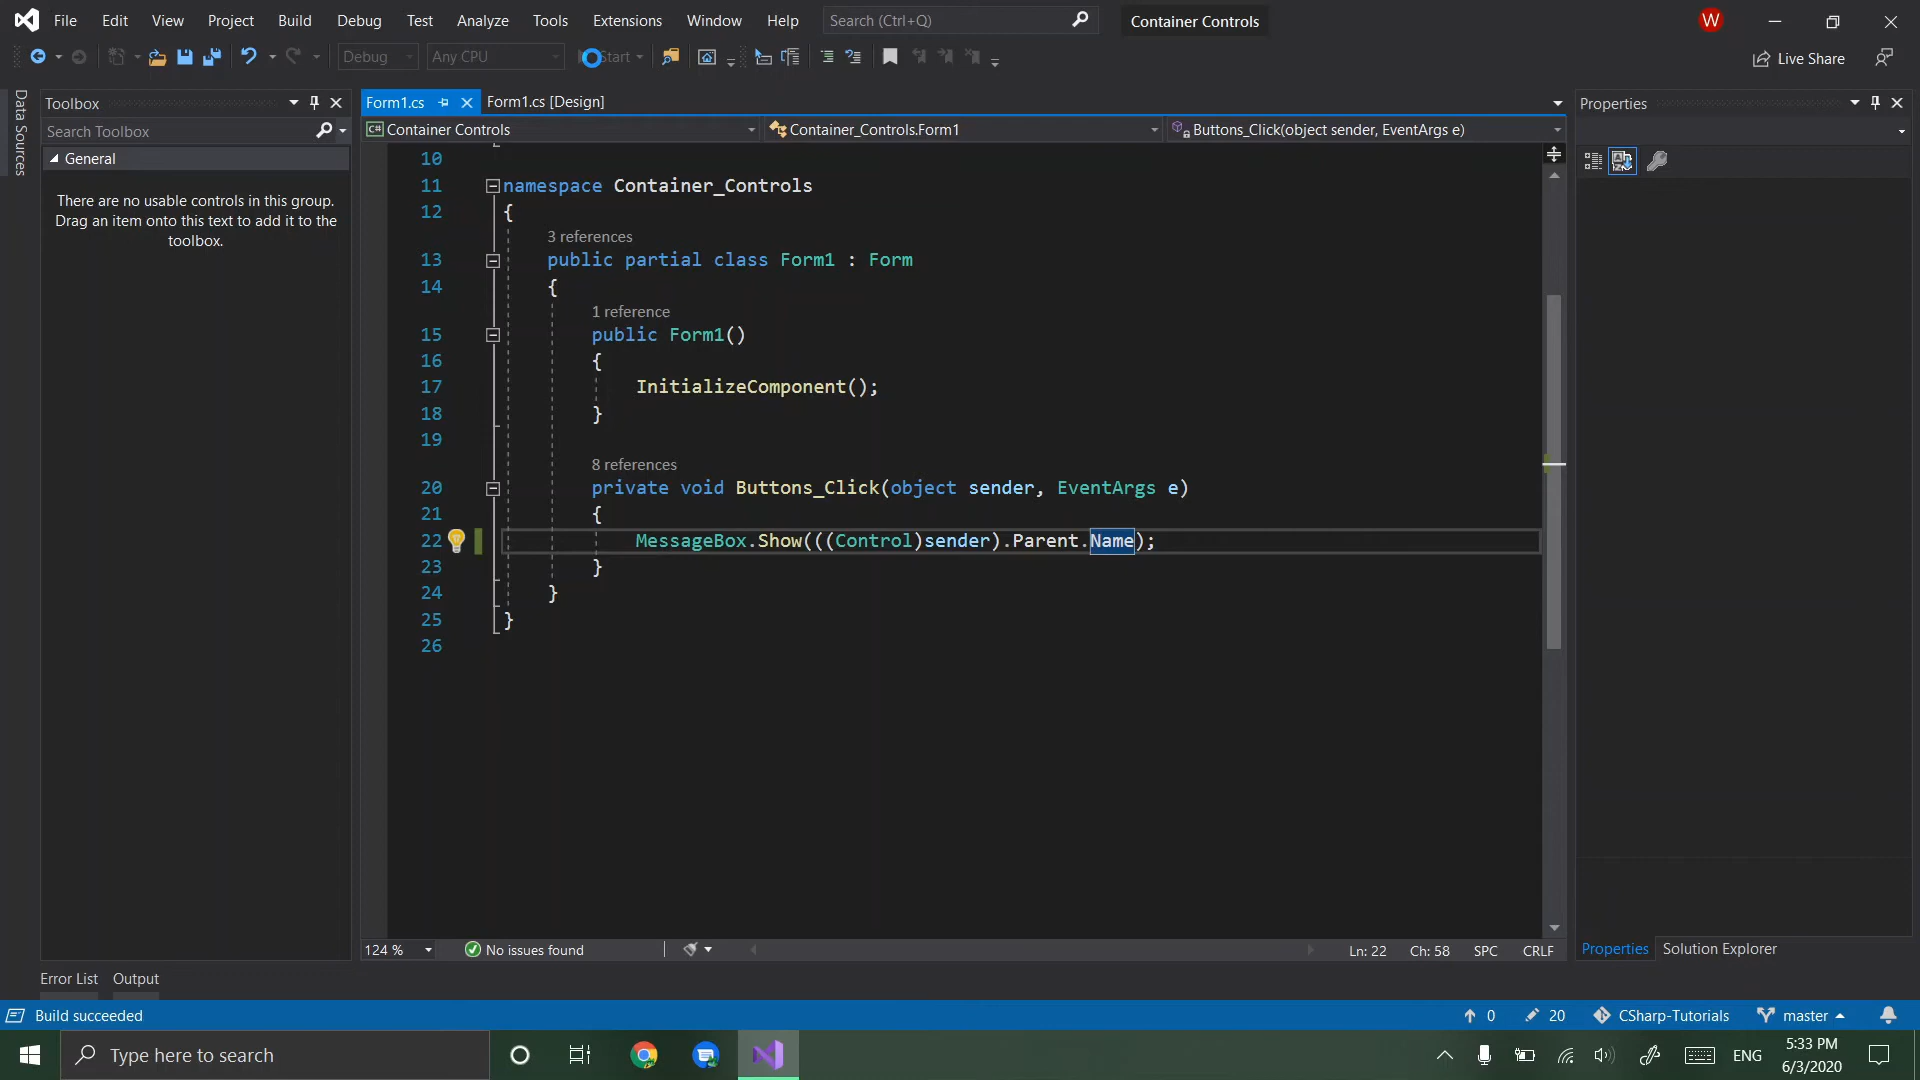 File Edit View Project Build Debug Test Analyze Tools Extensions Window Help Search (Ctrl+Q) Container Controls W
Debug Any CPU Start Live Share
Data Sources
Toolbox
Search Toolbox
General
There are no usable controls in this group.
Drag an item onto this text to add it to the
toolbox.
Form1.cs Form1.cs [Design]
C# Container Controls Container_Controls.Form1 Buttons_Click(object sender, EventArgs e)
10
11 namespace Container_Controls
12 {
3 references
13 public partial class Form1 : Form
14 {
1 reference
15 public Form1()
16 {
17 InitializeComponent();
18 }
19
8 references
20 private void Buttons_Click(object sender, EventArgs e)
21 {
22 MessageBox.Show(((Control)sender).Parent.Name);
23 }
24 }
25 }
26
124 % No issues found Ln: 22 Ch: 58 SPC CRLF
Properties
Properties Solution Explorer
Error List Output
Build succeeded 0 20 CSharp-Tutorials master
Type here to search ENG 5:33 PM
6/3/2020